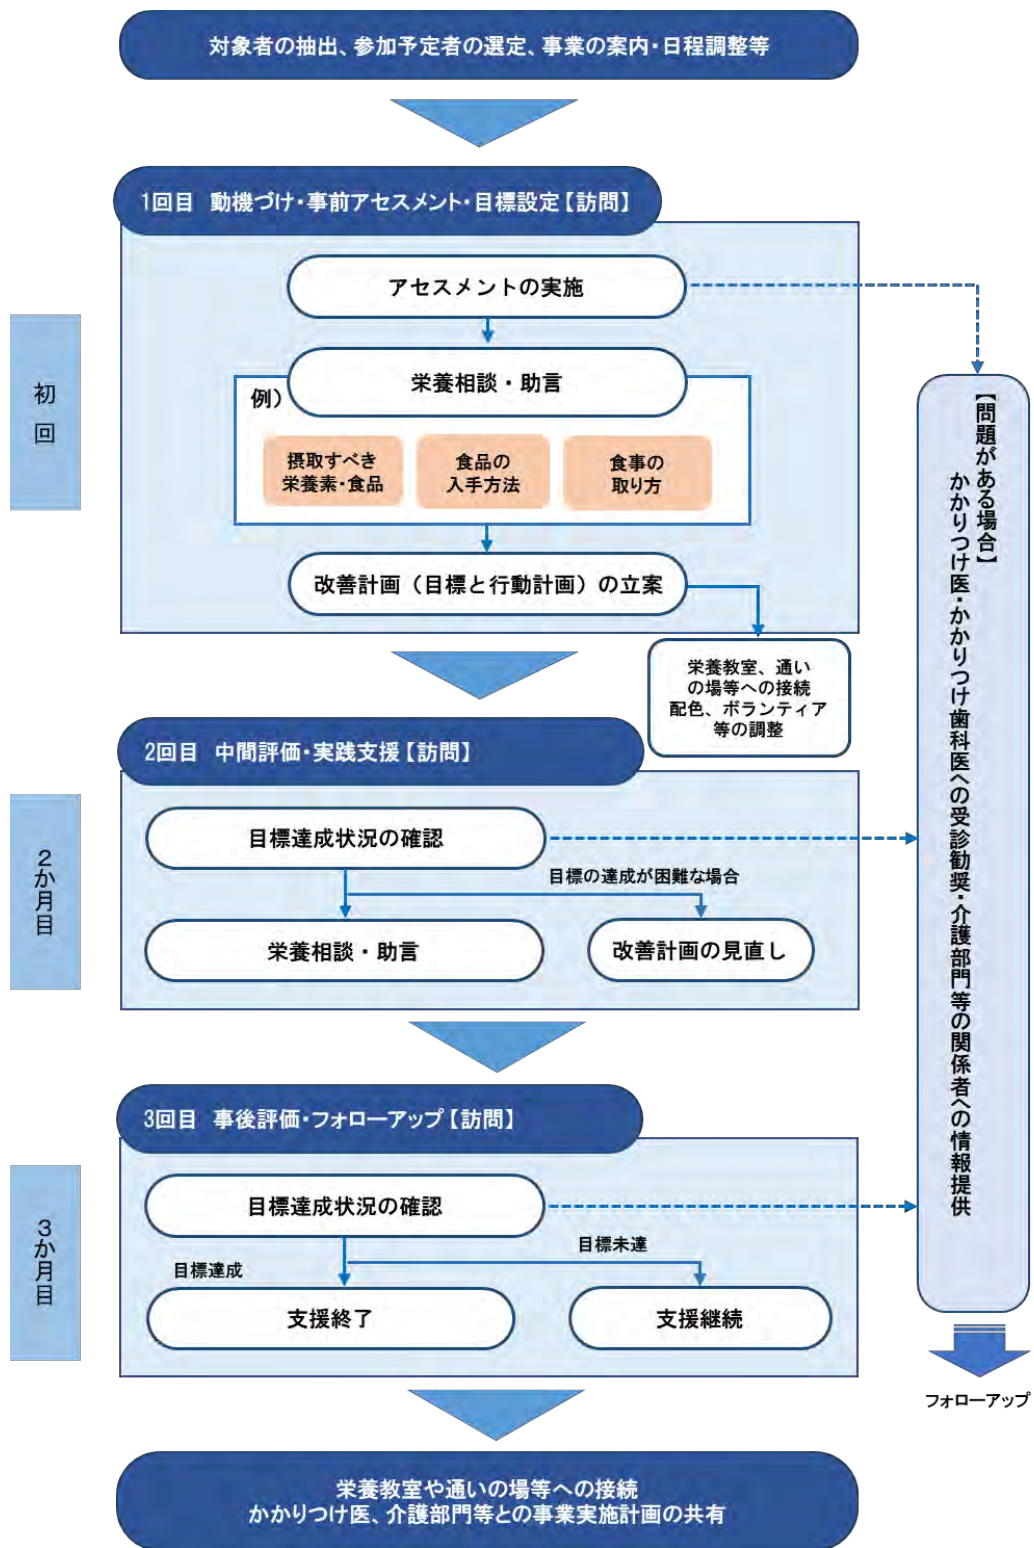 対象者の抽出、参加予定者の選定、事業の案内・日程調整等
初回
1回目 動機づけ・事前アセスメント・目標設定【訪問】
アセスメントの実施
栄養相談・助言
例）
摂取すべき
栄養素・食品
食品の
入手方法
食事の
取り方
改善計画（目標と行動計画）の立案
栄養教室、通い
の場等への接続
配色、ボランティア
等の調整
2か月目
2回目 中間評価・実践支援【訪問】
目標達成状況の確認
目標の達成が困難な場合
栄養相談・助言
改善計画の見直し
3か月目
3回目 事後評価・フォローアップ【訪問】
目標達成状況の確認
目標未達
目標達成
支援終了
支援継続
【問題がある場合】
かかりつけ医・かかりつけ歯科医への受診勧奨・介護部門等の関係者への情報提供
フォローアップ
栄養教室や通いの場等への接続
かかりつけ医、介護部門等との事業実施計画の共有